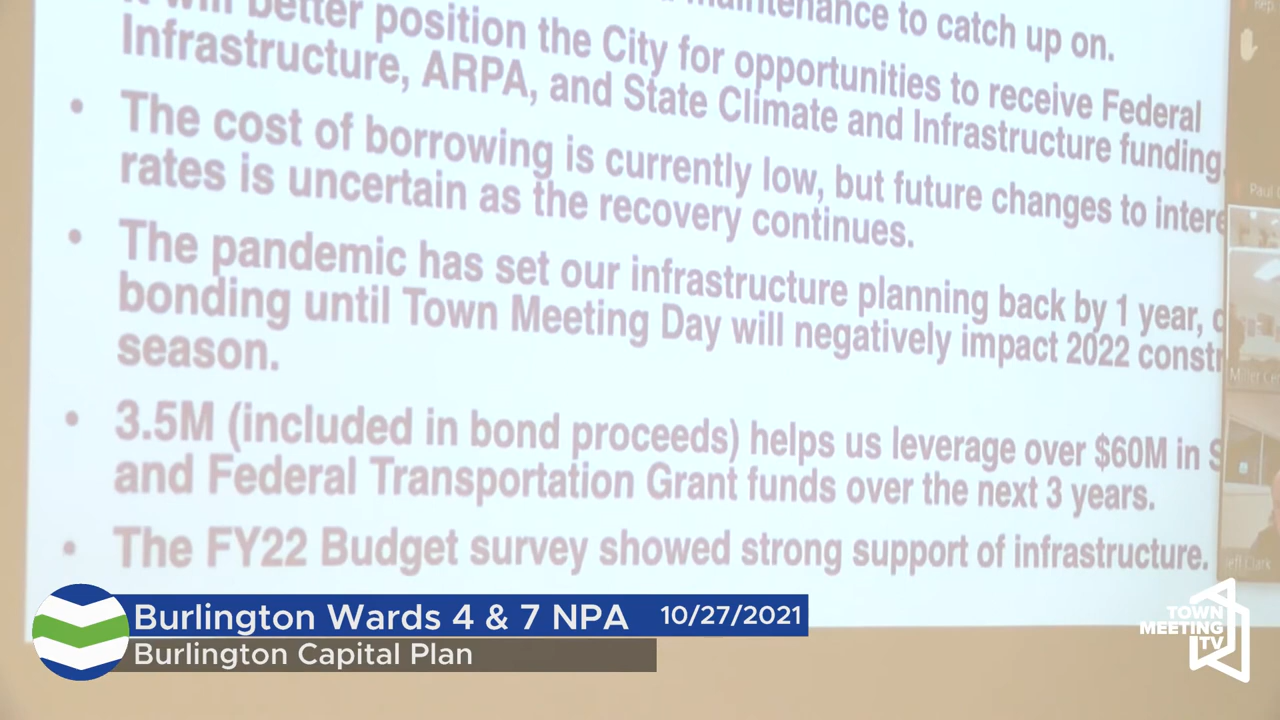 maintenance to catch up on.
will better position the City for opportunities to receive Federal
Infrastructure, ARPA, and State Climate and Infrastructure funding.
• The cost of borrowing is currently low, but future changes to intere
rates is uncertain as the recovery continues.
• The pandemic has set our infrastructure planning back by 1 year,
bonding until Town Meeting Day will negatively impact 2022 constr
season.
• 3.5M (included in bond proceeds) helps us leverage over $60M in S
and Federal Transportation Grant funds over the next 3 years.
• The FY22 Budget survey showed strong support of infrastructure.
Paul
Miller Ce
eff Clark
Burlington Wards 4 & 7 NPA 10/27/2021
Burlington Capital Plan
TOWN
MEETING
TV